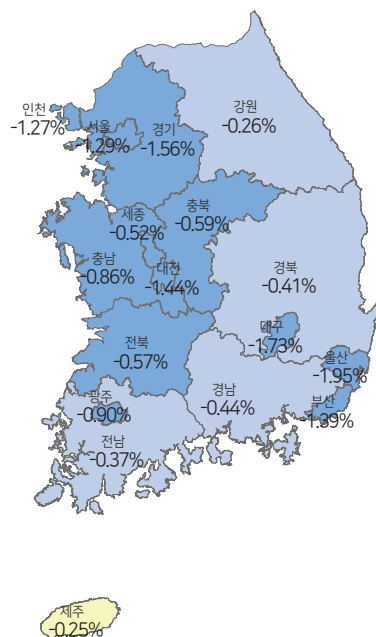 강원
-0.26%
인천
-1.27%
서울
-1.29%
경기
-1.56%
충북
-0.59%
세종
-0.52%
충남
-0.86%
대전
-1.44%
경북
-0.41%
대구
-1.73%
전북
-0.57%
울산
-1.95%
경남
-0.44%
부산
-1.39%
광주
-0.90%
전남
-0.37%
제주
-0.25%